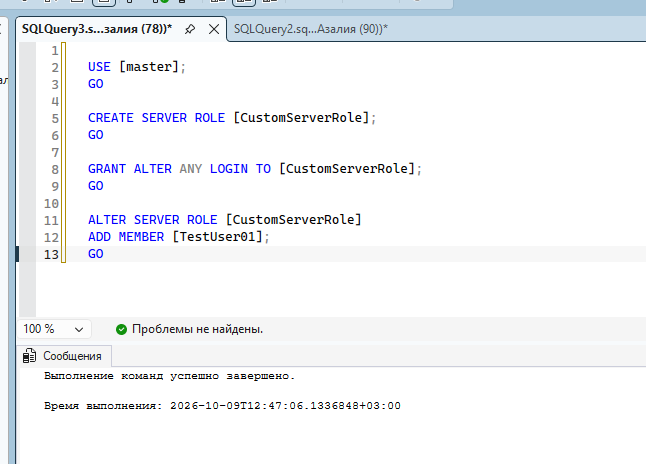 SQLQuery3.s...залия (78))*
SQLQuery2.sq...Азалия (90))*
1
2 USE [master];
3 GO
4
5 CREATE SERVER ROLE [CustomServerRole];
6 GO
7
8 GRANT ALTER ANY LOGIN TO [CustomServerRole];
9 GO
10
11 ALTER SERVER ROLE [CustomServerRole]
12 ADD MEMBER [TestUser01];
13 GO
100 %
Проблемы не найдены.
Сообщения
Выполнение команд успешно завершено.
Время выполнения: 2026-10-09T12:47:06.1336848+03:00